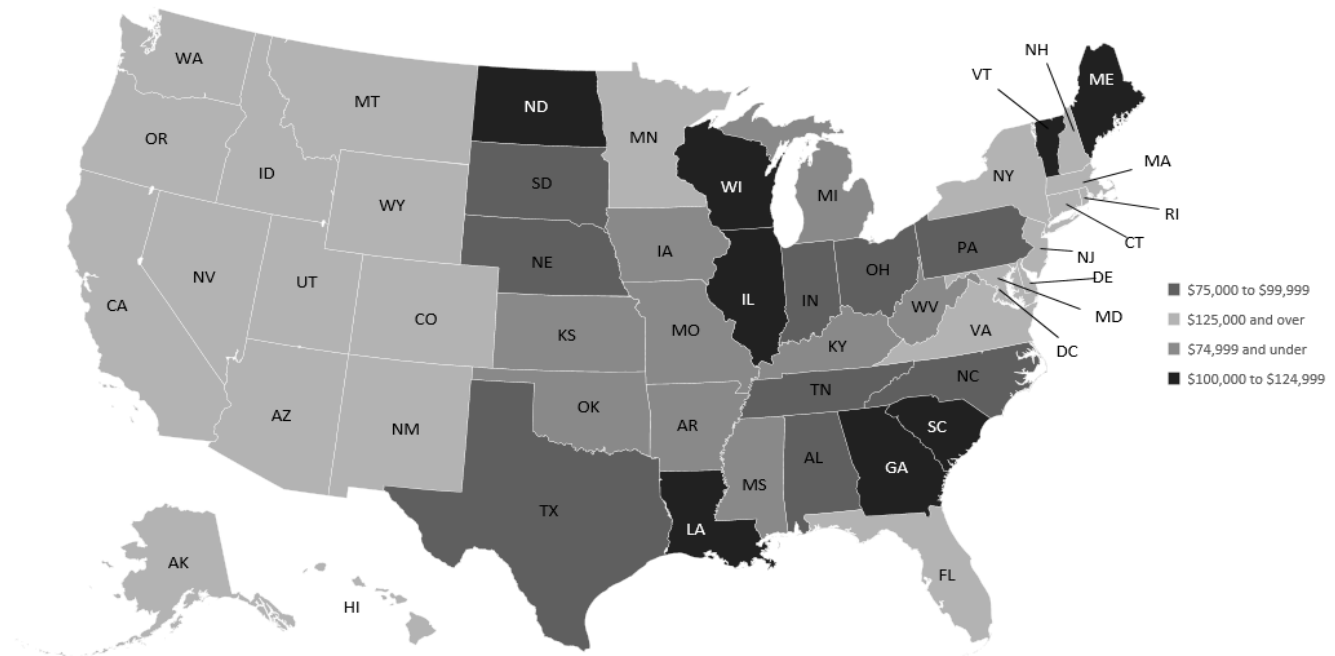 NH
ME
VT
WA
MT
ND
MN
OR
ID
SD
WI
MI
NY
MA
WY
RI
CT
IA
NE
PA
NJ
NV
UT
OH
DE
CA
CO
IL
IN
WV
MD
KS
MO
KY
VA
DC
AZ
NM
OK
AR
TN
NC
SC
MS
AL
GA
TX
LA
AK
HI
FL
$75,000 to $99,999
$125,000 and over
$74,999 and under
$100,000 to $124,999